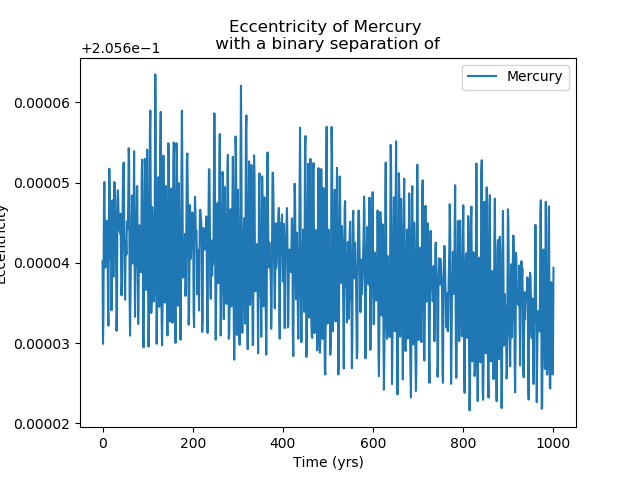 Eccentricity of Mercury
with a binary separation of
+2.056e−1
Mercury
0.00006
0.00005
0.00004
0.00003
0.00002
Eccentricity
0 200 400 600 800 1000
Time (yrs)